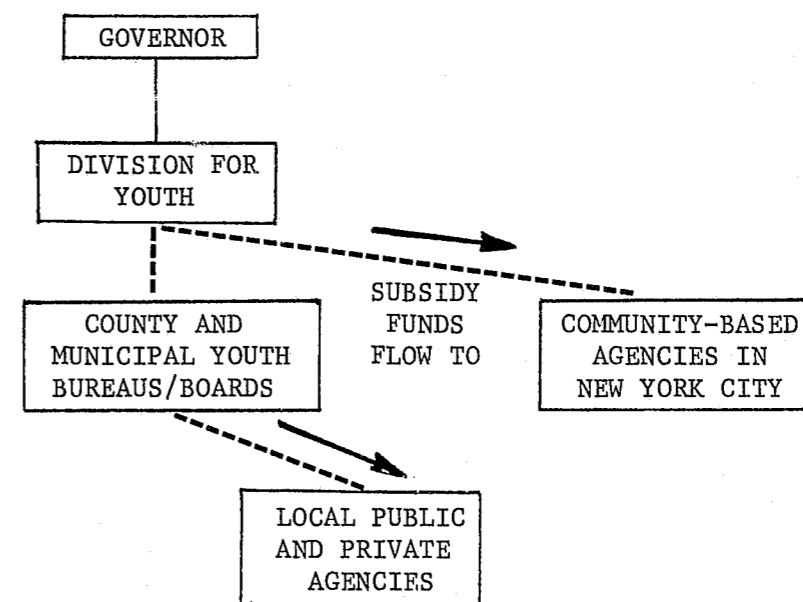 GOVERNOR
DIVISION FOR
YOUTH
SUBSIDY
FUNDS
FLOW TO
COUNTY AND
MUNICIPAL YOUTH
BUREAUS/BOARDS
COMMUNITY-BASED
AGENCIES IN
NEW YORK CITY
LOCAL PUBLIC
AND PRIVATE
AGENCIES